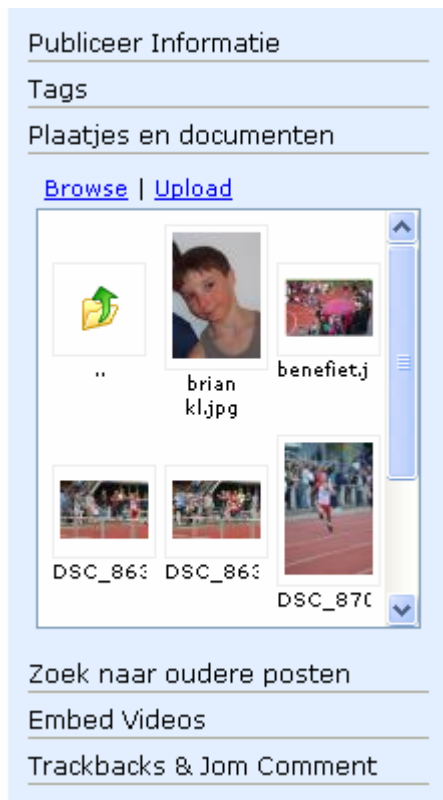 Publiceer Informatie
Tags
Plaatjes en documenten
Browse | Upload
..
brian
kl.jpg
benefiet.j
DSC_863
DSC_863
DSC_870
Zoek naar oudere posten
Embed Videos
Trackbacks & Jom Comment